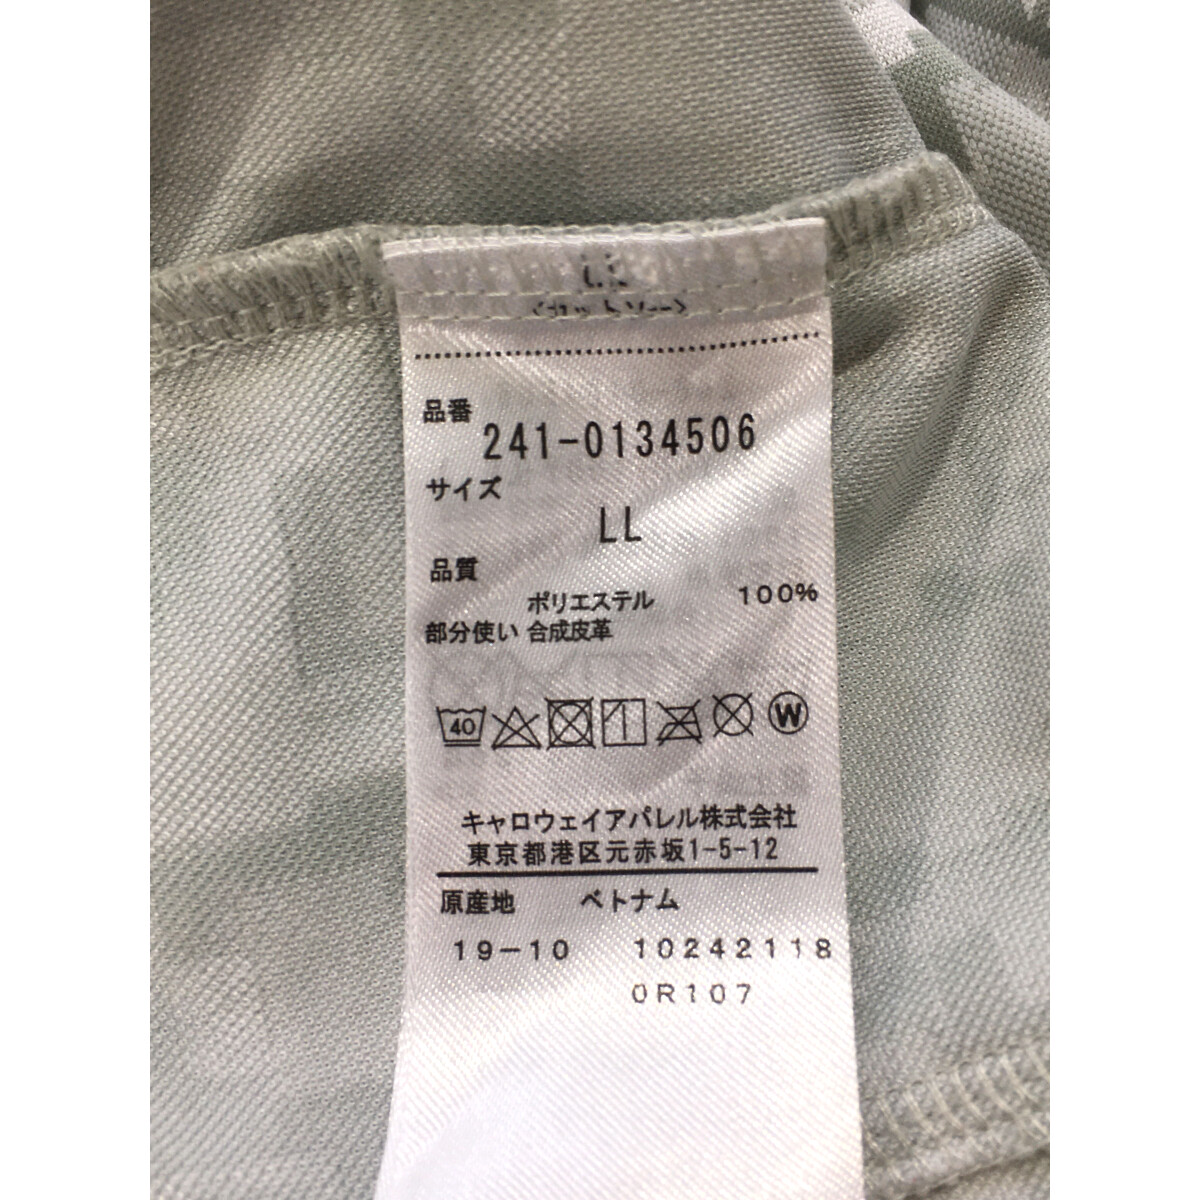 品番
241-0134506
サイズ
LL
品質
ポリエステル 100%
部分使い 合成皮革
40
W
キャロウェイアパレル株式会社
東京都港区元赤坂1-5-12
原産地 ベトナム
19-10 10242118
0R107